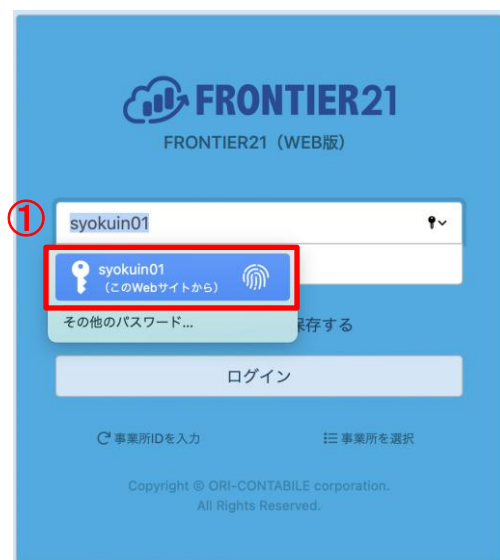 FRONTIER21
FRONTIER21（WEB版）
①
syokuin01
syokuin01
（このWebサイトから）
その他のパスワード...
保存する
ログイン
事業所IDを入力
事業所を選択
Copyright © ORI-CONTABILE corporation.
All Rights Reserved.